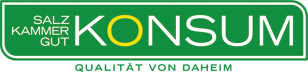 SALZ
KAMMER
GUT
KONSUM
QUALITÄT VON DAHEIM